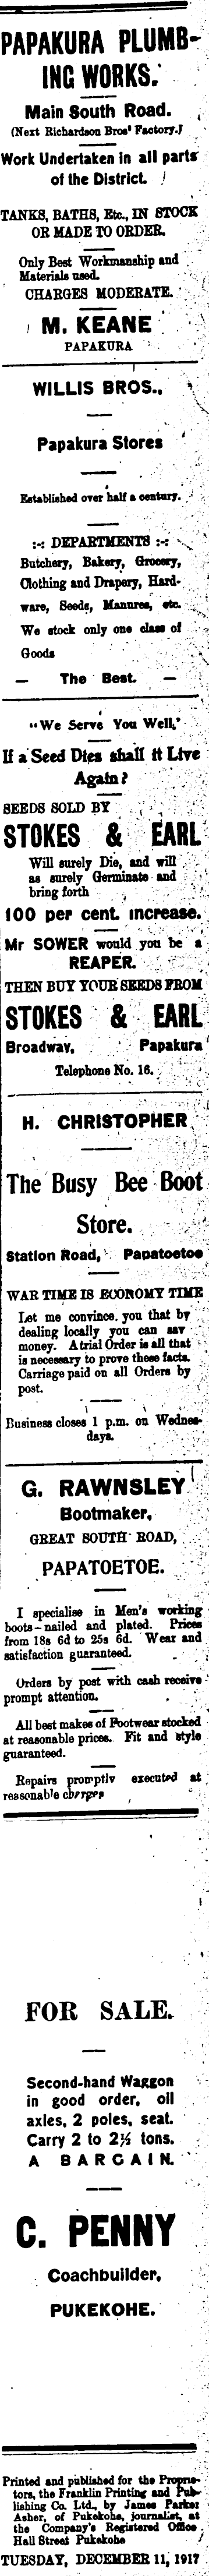 PAPAKURA PLUMB-
ING WORKS.
Main South Road.
(Next Richardson Bros' Factory.)
Work Undertaken in all parts
of the District.
TANKS, BATHS, Etc., IN STOCK
OR MADE TO ORDER.
Only Best Workmanship and
Materials used.
CHARGES MODERATE.
M. KEANE
PAPAKURA
WILLIS BROS.,
Papakura Stores
Established over half a century.
:-: DEPARTMENTS :-:
Butchery, Bakery, Grocery,
Clothing and Drapery, Hard-
ware, Seeds, Manures, etc.
We stock only one class of
Goods
— The Best. —
"We Serve You Well."
If a Seed Dies shall it Live
Again?
SEEDS SOLD BY
STOKES & EARL
Will surely Die, and will
as surely Germinate and
bring forth
100 per cent. increase.
Mr SOWER would you be a
REAPER.
THEN BUY YOUR SEEDS FROM
STOKES & EARL
Broadway, Papakura
Telephone No. 16.
H. CHRISTOPHER
The Busy Bee Boot
Store.
Station Road, Papatoetoe
WAR TIME IS ECONOMY TIME
Let me convince you that by
dealing locally you can sav
money. A trial Order is all that
is necessary to prove these facts.
Carriage paid on all Orders by
post.
Business closes 1 p.m. on Wednes-
days.
G. RAWNSLEY
Bootmaker,
GREAT SOUTH ROAD,
PAPATOETOE.
I specialise in Men's working
boots—nailed and plated. Prices
from 18s 6d to 25s 6d. Wear and
satisfaction guaranteed.
Orders by post with cash receive
prompt attention.
All best makes of Footwear stocked
at reasonable prices. Fit and style
guaranteed.
Repairs promptly executed at
reasonable charges
FOR SALE.
Second-hand Waggon
in good order, oil
axles, 2 poles, seat.
Carry 2 to 2½ tons.
A BARGAIN.
C. PENNY
Coachbuilder,
PUKEKOHE.
Printed and published for the Proprie-
tors, the Franklin Printing and Pub-
lishing Co. Ltd., by James Parker
Asher, of Pukekohe, journalist, at
the Company's Registered Office
Hall Street Pukekohe
TUESDAY, DECEMBER 11, 1917